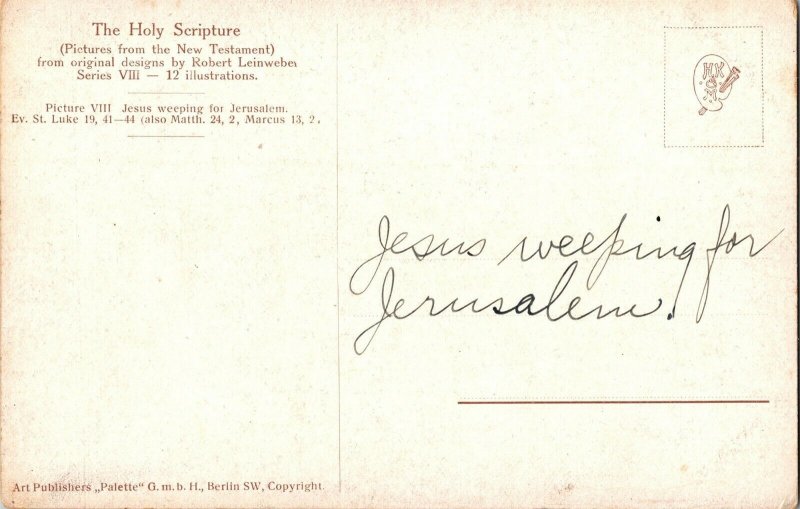 The Holy Scripture
(Pictures from the New Testament)
from original designs by Robert Leinweber
Series VIII — 12 illustrations.
Picture VIII Jesus weeping for Jerusalem.
Ev. St. Luke 19, 41—44 (also Matth. 24, 2, Marcus 13, 2.
Jesus weeping for
Jerusalem.
Art Publishers „Palette“ G. m. b. H., Berlin SW, Copyright.